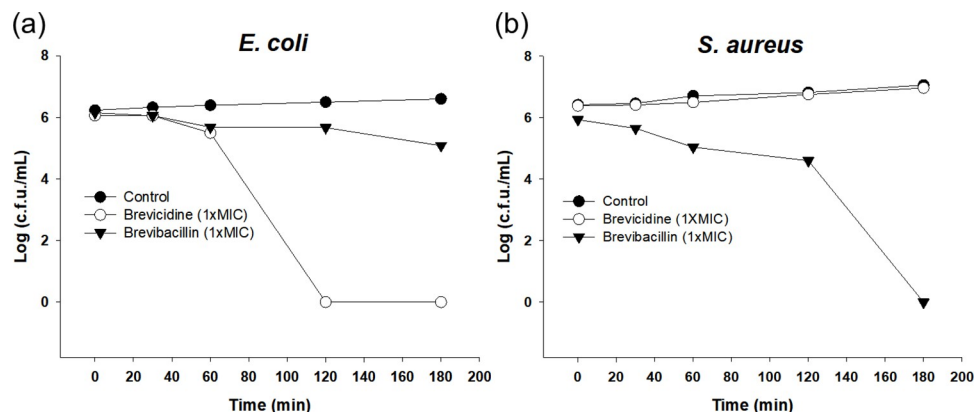 (a)
E. coli
8
6
4
2
0
Log (c.f.u./mL)
Control
Brevicidine (1xMIC)
Brevibacillin (1xMIC)
0 20 40 60 80 100 120 140 160 180 200
Time (min)
(b)
S. aureus
8
6
4
2
0
Log (c.f.u./mL)
Control
Brevicidine (1XMIC)
Brevibacillin (1xMIC)
0 20 40 60 80 100 120 140 160 180 200
Time (min)